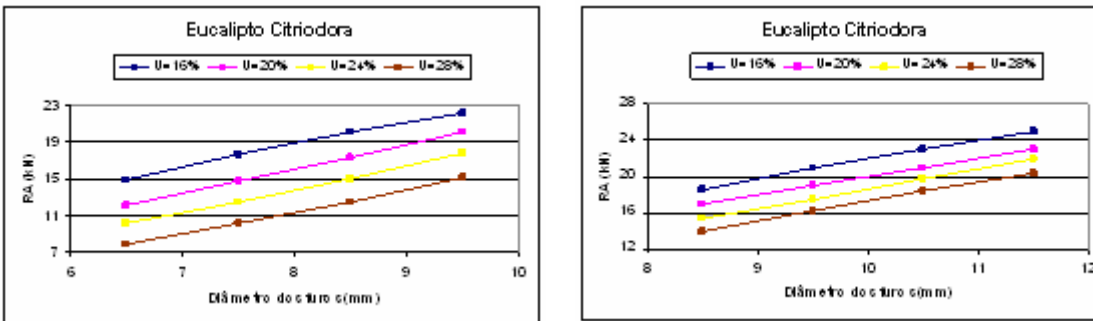 Eucalipto Citriodora
U=16% U=20% U=24% U=28%
RA (kN)
23
19
15
11
7
6 7 8 9 10
Diâmetro dos furos (mm)
Eucalipto Citriodora
U=16% U=20% U=24% U=28%
RA (kN)
28
24
20
16
12
8 9 10 11 12
Diâmetro dos furos (mm)